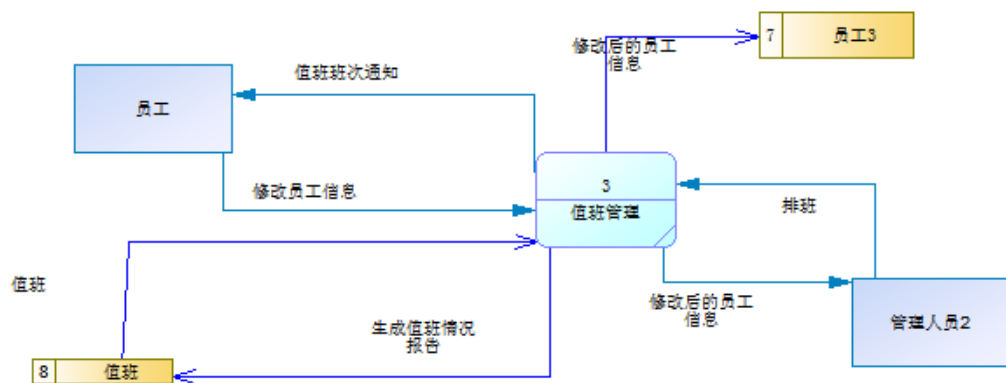 7
员工3
修改后的员工
信息
值班班次通知
员工
修改员工信息
3
值班管理
排班
值班
修改后的员工
信息
管理人员2
生成值班情况
报告
8
值班